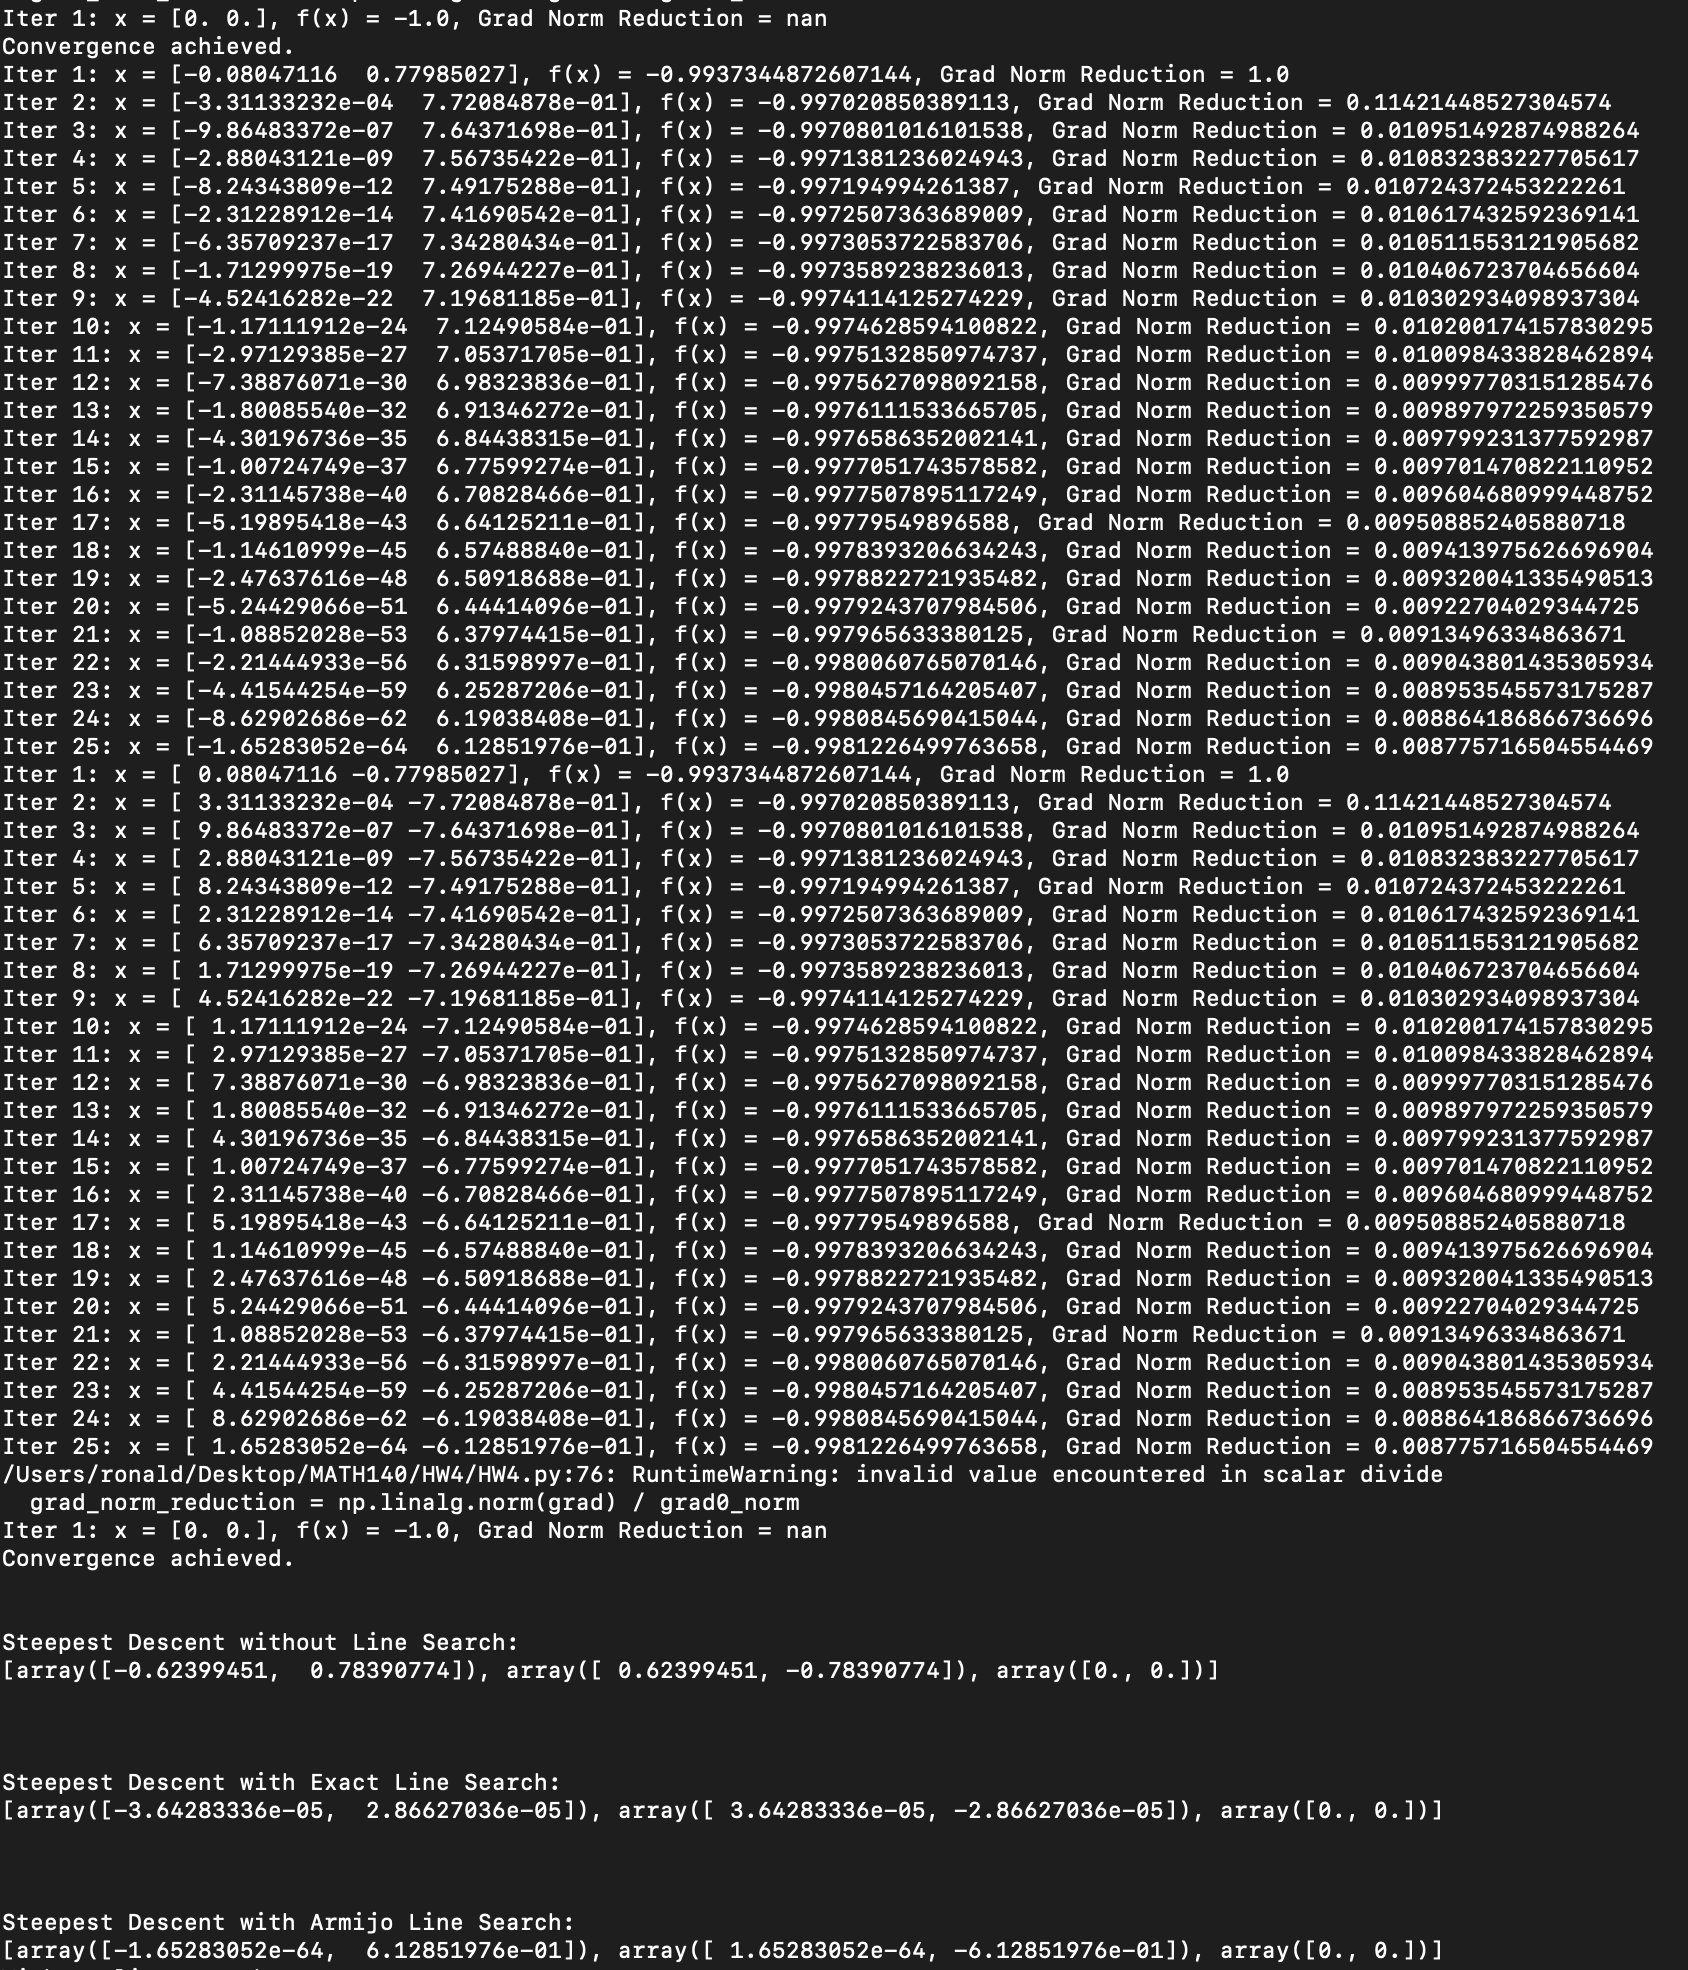 Iter 1: x = [0. 0.], f(x) = -1.0, Grad Norm Reduction = nan
Convergence achieved.
Iter 1: x = [-0.08047116  0.77985027], f(x) = -0.9937344872607144, Grad Norm Reduction = 1.0
Iter 2: x = [-3.31133232e-04  7.72084878e-01], f(x) = -0.997020850389113, Grad Norm Reduction = 0.11421448527304574
Iter 3: x = [-9.86483372e-07  7.64371698e-01], f(x) = -0.9970801016101538, Grad Norm Reduction = 0.010951492874988264
Iter 4: x = [-2.88043121e-09  7.56735422e-01], f(x) = -0.9971381236024943, Grad Norm Reduction = 0.010832383227705617
Iter 5: x = [-8.24343809e-12  7.49175288e-01], f(x) = -0.997194994261387, Grad Norm Reduction = 0.010724372453222261
Iter 6: x = [-2.31228912e-14  7.41690542e-01], f(x) = -0.9972507363689009, Grad Norm Reduction = 0.010617432592369141
Iter 7: x = [-6.35709237e-17  7.34280434e-01], f(x) = -0.9973053722583706, Grad Norm Reduction = 0.010511553121905682
Iter 8: x = [-1.71299975e-19  7.26944227e-01], f(x) = -0.9973589238236013, Grad Norm Reduction = 0.010406723704656604
Iter 9: x = [-4.52416282e-22  7.19681185e-01], f(x) = -0.9974114125274229, Grad Norm Reduction = 0.010302934098937304
Iter 10: x = [-1.17111912e-24  7.12490584e-01], f(x) = -0.9974628594100822, Grad Norm Reduction = 0.010200174157830295
Iter 11: x = [-2.97129385e-27  7.05371705e-01], f(x) = -0.9975132850974737, Grad Norm Reduction = 0.010098433828462894
Iter 12: x = [-7.38876071e-30  6.98323836e-01], f(x) = -0.9975627098092158, Grad Norm Reduction = 0.009997703151285476
Iter 13: x = [-1.80085540e-32  6.91346272e-01], f(x) = -0.9976111533665705, Grad Norm Reduction = 0.009897972259350579
Iter 14: x = [-4.30196736e-35  6.84438315e-01], f(x) = -0.9976586352002141, Grad Norm Reduction = 0.009799231377592987
Iter 15: x = [-1.00724749e-37  6.77599274e-01], f(x) = -0.9977051743578582, Grad Norm Reduction = 0.009701470822110952
Iter 16: x = [-2.31145738e-40  6.70828466e-01], f(x) = -0.9977507895117249, Grad Norm Reduction = 0.009604680999448752
Iter 17: x = [-5.19895418e-43  6.64125211e-01], f(x) = -0.99779549896588, Grad Norm Reduction = 0.009508852405880718
Iter 18: x = [-1.14610999e-45  6.57488840e-01], f(x) = -0.9978393206634243, Grad Norm Reduction = 0.009413975626696904
Iter 19: x = [-2.47637616e-48  6.50918688e-01], f(x) = -0.9978822721935482, Grad Norm Reduction = 0.009320041335490513
Iter 20: x = [-5.24429066e-51  6.44414096e-01], f(x) = -0.9979243707984506, Grad Norm Reduction = 0.00922704029344725
Iter 21: x = [-1.08852028e-53  6.37974415e-01], f(x) = -0.997965633380125, Grad Norm Reduction = 0.00913496334863671
Iter 22: x = [-2.21444933e-56  6.31598997e-01], f(x) = -0.9980060765070146, Grad Norm Reduction = 0.009043801435305934
Iter 23: x = [-4.41544254e-59  6.25287206e-01], f(x) = -0.9980457164205407, Grad Norm Reduction = 0.008953545573175287
Iter 24: x = [-8.62902686e-62  6.19038408e-01], f(x) = -0.9980845690415044, Grad Norm Reduction = 0.008864186866736696
Iter 25: x = [-1.65283052e-64  6.12851976e-01], f(x) = -0.9981226499763658, Grad Norm Reduction = 0.008775716504554469
Iter 1: x = [ 0.08047116 -0.77985027], f(x) = -0.9937344872607144, Grad Norm Reduction = 1.0
Iter 2: x = [ 3.31133232e-04 -7.72084878e-01], f(x) = -0.997020850389113, Grad Norm Reduction = 0.11421448527304574
Iter 3: x = [ 9.86483372e-07 -7.64371698e-01], f(x) = -0.9970801016101538, Grad Norm Reduction = 0.010951492874988264
Iter 4: x = [ 2.88043121e-09 -7.56735422e-01], f(x) = -0.9971381236024943, Grad Norm Reduction = 0.010832383227705617
Iter 5: x = [ 8.24343809e-12 -7.49175288e-01], f(x) = -0.997194994261387, Grad Norm Reduction = 0.010724372453222261
Iter 6: x = [ 2.31228912e-14 -7.41690542e-01], f(x) = -0.9972507363689009, Grad Norm Reduction = 0.010617432592369141
Iter 7: x = [ 6.35709237e-17 -7.34280434e-01], f(x) = -0.9973053722583706, Grad Norm Reduction = 0.010511553121905682
Iter 8: x = [ 1.71299975e-19 -7.26944227e-01], f(x) = -0.9973589238236013, Grad Norm Reduction = 0.010406723704656604
Iter 9: x = [ 4.52416282e-22 -7.19681185e-01], f(x) = -0.9974114125274229, Grad Norm Reduction = 0.010302934098937304
Iter 10: x = [ 1.17111912e-24 -7.12490584e-01], f(x) = -0.9974628594100822, Grad Norm Reduction = 0.010200174157830295
Iter 11: x = [ 2.97129385e-27 -7.05371705e-01], f(x) = -0.9975132850974737, Grad Norm Reduction = 0.010098433828462894
Iter 12: x = [ 7.38876071e-30 -6.98323836e-01], f(x) = -0.9975627098092158, Grad Norm Reduction = 0.009997703151285476
Iter 13: x = [ 1.80085540e-32 -6.91346272e-01], f(x) = -0.9976111533665705, Grad Norm Reduction = 0.009897972259350579
Iter 14: x = [ 4.30196736e-35 -6.84438315e-01], f(x) = -0.9976586352002141, Grad Norm Reduction = 0.009799231377592987
Iter 15: x = [ 1.00724749e-37 -6.77599274e-01], f(x) = -0.9977051743578582, Grad Norm Reduction = 0.009701470822110952
Iter 16: x = [ 2.31145738e-40 -6.70828466e-01], f(x) = -0.9977507895117249, Grad Norm Reduction = 0.009604680999448752
Iter 17: x = [ 5.19895418e-43 -6.64125211e-01], f(x) = -0.99779549896588, Grad Norm Reduction = 0.009508852405880718
Iter 18: x = [ 1.14610999e-45 -6.57488840e-01], f(x) = -0.9978393206634243, Grad Norm Reduction = 0.009413975626696904
Iter 19: x = [ 2.47637616e-48 -6.50918688e-01], f(x) = -0.9978822721935482, Grad Norm Reduction = 0.009320041335490513
Iter 20: x = [ 5.24429066e-51 -6.44414096e-01], f(x) = -0.9979243707984506, Grad Norm Reduction = 0.00922704029344725
Iter 21: x = [ 1.08852028e-53 -6.37974415e-01], f(x) = -0.997965633380125, Grad Norm Reduction = 0.00913496334863671
Iter 22: x = [ 2.21444933e-56 -6.31598997e-01], f(x) = -0.9980060765070146, Grad Norm Reduction = 0.009043801435305934
Iter 23: x = [ 4.41544254e-59 -6.25287206e-01], f(x) = -0.9980457164205407, Grad Norm Reduction = 0.008953545573175287
Iter 24: x = [ 8.62902686e-62 -6.19038408e-01], f(x) = -0.9980845690415044, Grad Norm Reduction = 0.008864186866736696
Iter 25: x = [ 1.65283052e-64 -6.12851976e-01], f(x) = -0.9981226499763658, Grad Norm Reduction = 0.008775716504554469
/Users/ronald/Desktop/MATH140/HW4/HW4.py:76: RuntimeWarning: invalid value encountered in scalar divide
  grad_norm_reduction = np.linalg.norm(grad) / grad0_norm
Iter 1: x = [0. 0.], f(x) = -1.0, Grad Norm Reduction = nan
Convergence achieved.
Steepest Descent without Line Search:
[array([-0.62399451,  0.78390774]), array([ 0.62399451, -0.78390774]), array([0., 0.])]
Steepest Descent with Exact Line Search:
[array([-3.64283336e-05,  2.86627036e-05]), array([ 3.64283336e-05, -2.86627036e-05]), array([0., 0.])]
Steepest Descent with Armijo Line Search:
[array([-1.65283052e-64,  6.12851976e-01]), array([ 1.65283052e-64, -6.12851976e-01]), array([0., 0.])]